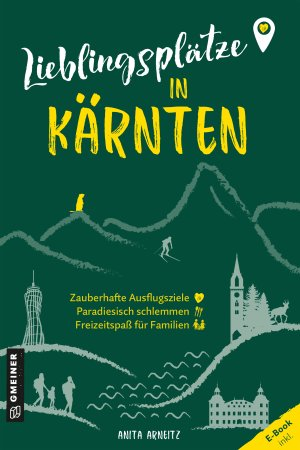 Lieblingsplätze
IN
KÄRNTEN
Zauberhafte Ausflugsziele
Paradiesisch schlemmen
Freizeitspaß für Familien
GMEINER
E-Book
inkl.
ANITA ARNEITZ